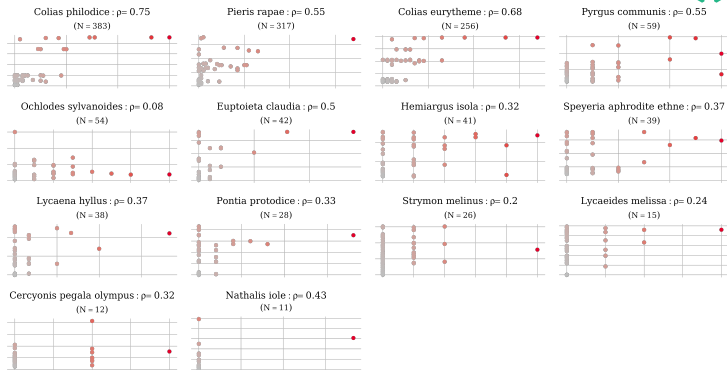 Colias philodice : ρ= 0.75
(N = 383)
Pieris rapae : ρ= 0.55
(N = 317)
Colias eurytheme : ρ= 0.68
(N = 256)
Pyrgus communis : ρ= 0.55
(N = 59)
Ochlodes sylvanoides : ρ= 0.08
(N = 54)
Euptoieta claudia : ρ= 0.5
(N = 42)
Hemiargus isola : ρ= 0.32
(N = 41)
Speyeria aphrodite ethne : ρ= 0.37
(N = 39)
Lycaena hyllus : ρ= 0.37
(N = 38)
Pontia protodice : ρ= 0.33
(N = 28)
Strymon melinus : ρ= 0.2
(N = 26)
Lycaeides melissa : ρ= 0.24
(N = 15)
Cercyonis pegala olympus : ρ= 0.32
(N = 12)
Nathalis iole : ρ= 0.43
(N = 11)